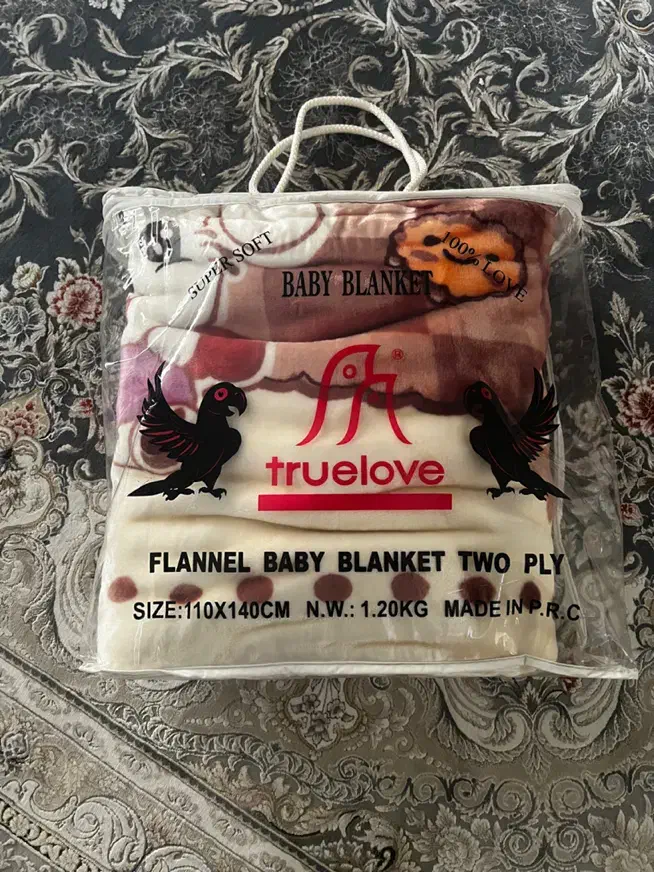 SUPER SOFT
100% LOVE
BABY BLANKET
®
truelove
FLANNEL BABY BLANKET TWO PLY
SIZE:110X140CM N.W.: 1.20KG MADE IN P.R.C